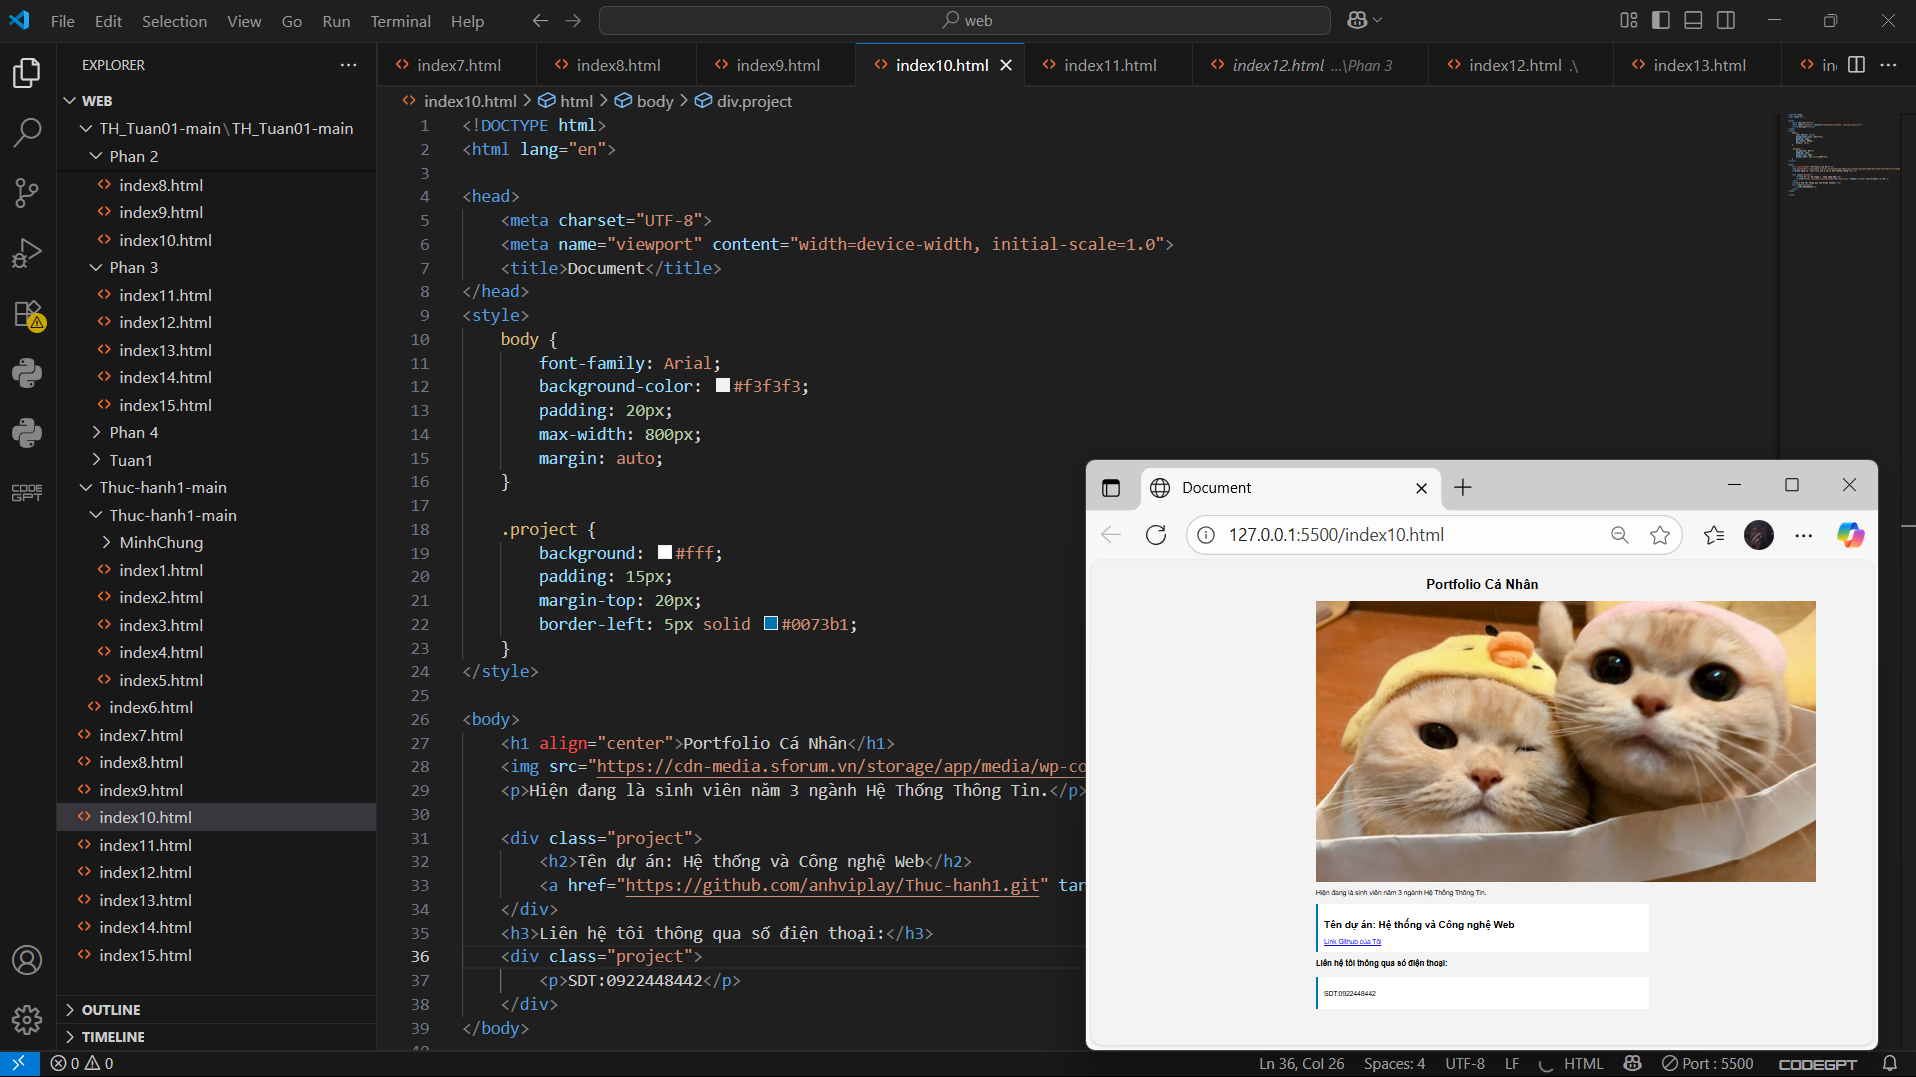 File Edit Selection View Go Run Terminal Help
web
EXPLORER
WEB
TH_Tuan01-main\TH_Tuan01-main
Phan 2
index8.html
index9.html
index10.html
Phan 3
index11.html
index12.html
index13.html
index14.html
index15.html
Phan 4
Tuan1
Thuc-hanh1-main
Thuc-hanh1-main
MinhChung
index1.html
index2.html
index3.html
index4.html
index5.html
index6.html
index7.html
index8.html
index9.html
index10.html
index11.html
index12.html
index13.html
index14.html
index15.html
OUTLINE
TIMELINE
CODE GPT
index7.html index8.html index9.html index10.html index11.html index12.html ...\Phan 3 index12.html .\ index13.html in
index10.html > html > body > div.project
1 <!DOCTYPE html>
2 <html lang="en">
3
4 <head>
5 <meta charset="UTF-8">
6 <meta name="viewport" content="width=device-width, initial-scale=1.0">
7 <title>Document</title>
8 </head>
9 <style>
10 body {
11 font-family: Arial;
12 background-color: #f3f3f3;
13 padding: 20px;
14 max-width: 800px;
15 margin: auto;
16 }
17
18 .project {
19 background: #fff;
20 padding: 15px;
21 margin-top: 20px;
22 border-left: 5px solid #0073b1;
23 }
24 </style>
25
26 <body>
27 <h1 align="center">Portfolio Cá Nhân</h1>
28 <img src="https://cdn-media.sforum.vn/storage/app/media/wp-co
29 <p>Hiện đang là sinh viên năm 3 ngành Hệ Thống Thông Tin.</p>
30
31 <div class="project">
32 <h2>Tên dự án: Hệ thống và Công nghệ Web</h2>
33 <a href="https://github.com/anhviplay/Thuc-hanh1.git" tar
34 </div>
35 <h3>Liên hệ tôi thông qua số điện thoại:</h3>
36 <div class="project">
37 <p>SDT:0922448442</p>
38 </div>
39 </body>
Document
127.0.0.1:5500/index10.html
Portfolio Cá Nhân
Hiện đang là sinh viên năm 3 ngành Hệ Thống Thông Tin.
Tên dự án: Hệ thống và Công nghệ Web
Link Github của Tôi
Liên hệ tôi thông qua số điện thoại:
SDT:0922448442
0 0
Ln 36, Col 26 Spaces: 4 UTF-8 LF HTML Port : 5500 CODEGPT